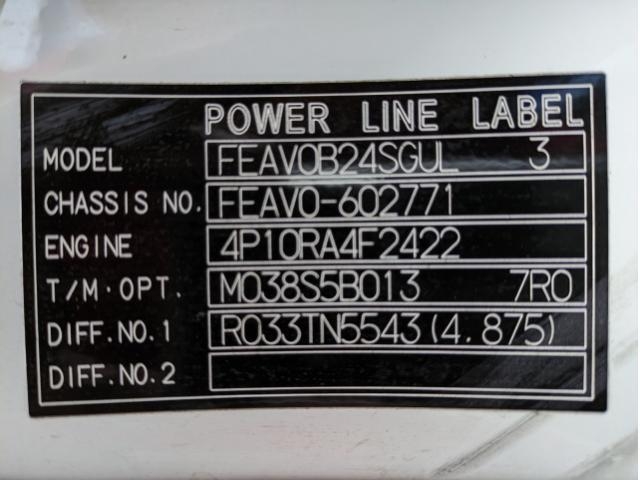 POWER LINE LABEL
MODEL FEAV0B24SGUL 3
CHASSIS NO. FEAV0-602771
ENGINE 4P10RA4F2422
T/M·OPT. M038S5B013 7R0
DIFF.NO.1 R033TN5543(4.875)
DIFF.NO.2